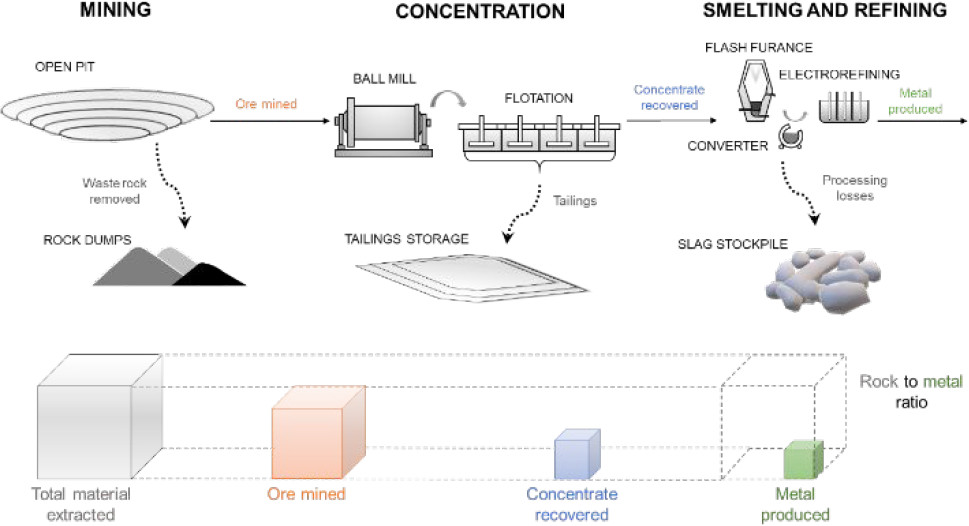 MINING
CONCENTRATION
SMELTING AND REFINING
OPEN PIT
Ore mined
BALL MILL
FLOTATION
Concentrate
recovered
FLASH FURANCE
ELECTROREFINING
CONVERTER
Metal
produced
Waste rock
removed
Tailings
Processing
losses
ROCK DUMPS
TAILINGS STORAGE
SLAG STOCKPILE
Rock to metal
ratio
Total material
extracted
Ore mined
Concentrate
recovered
Metal
produced